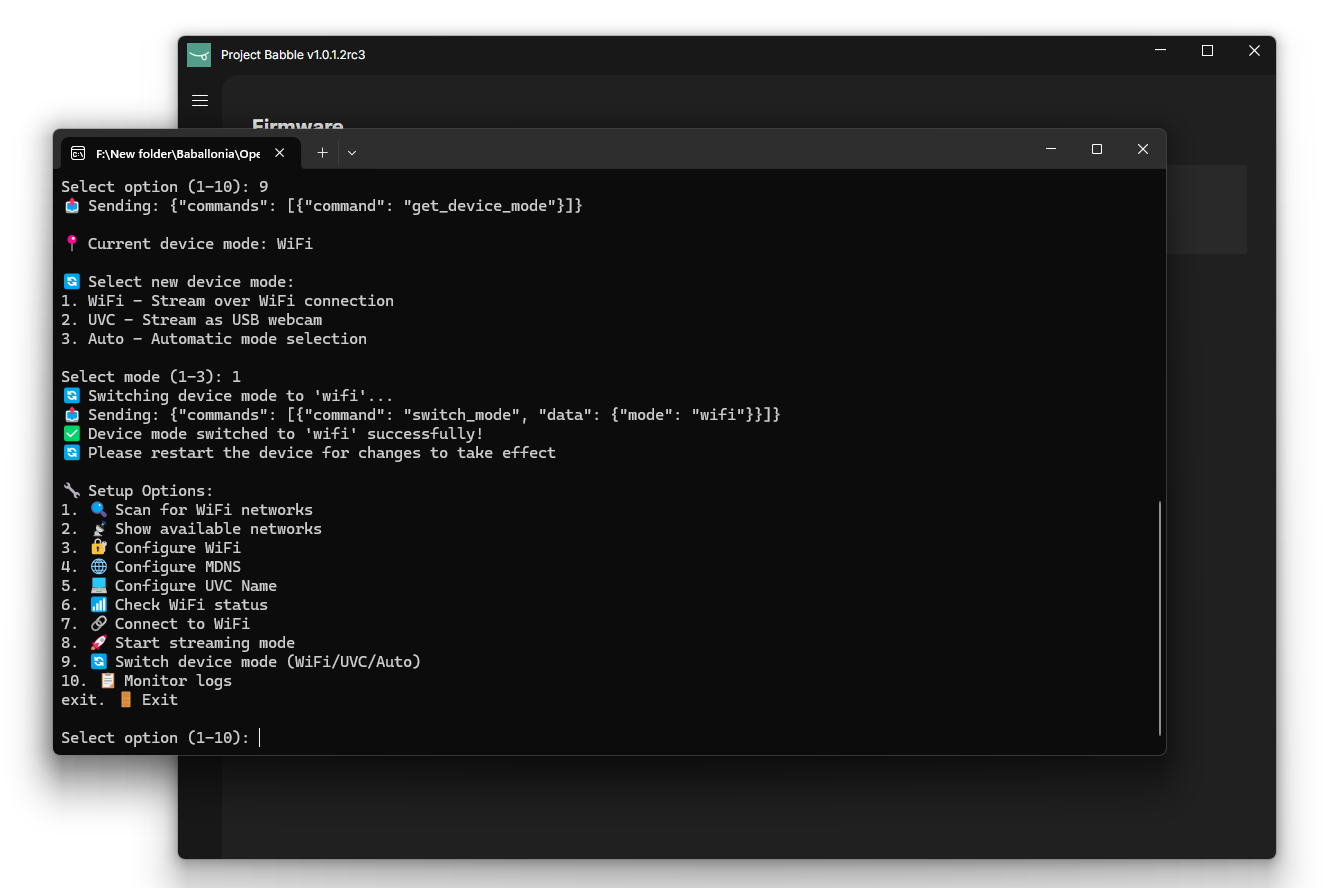 Project Babble v1.0.1.2rc3
Firmware
F:\New folder\Baballonia\Ope
Select option (1-10): 9
Sending: {"commands": [{"command": "get_device_mode"}]}
Current device mode: WiFi
Select new device mode:
1. WiFi - Stream over WiFi connection
2. UVC - Stream as USB webcam
3. Auto - Automatic mode selection
Select mode (1-3): 1
Switching device mode to 'wifi'...
Sending: {"commands": [{"command": "switch_mode", "data": {"mode": "wifi"}}]}
Device mode switched to 'wifi' successfully!
Please restart the device for changes to take effect
Setup Options:
1. Scan for WiFi networks
2. Show available networks
3. Configure WiFi
4. Configure MDNS
5. Configure UVC Name
6. Check WiFi status
7. Connect to WiFi
8. Start streaming mode
9. Switch device mode (WiFi/UVC/Auto)
10. Monitor logs
exit. Exit
Select option (1-10):